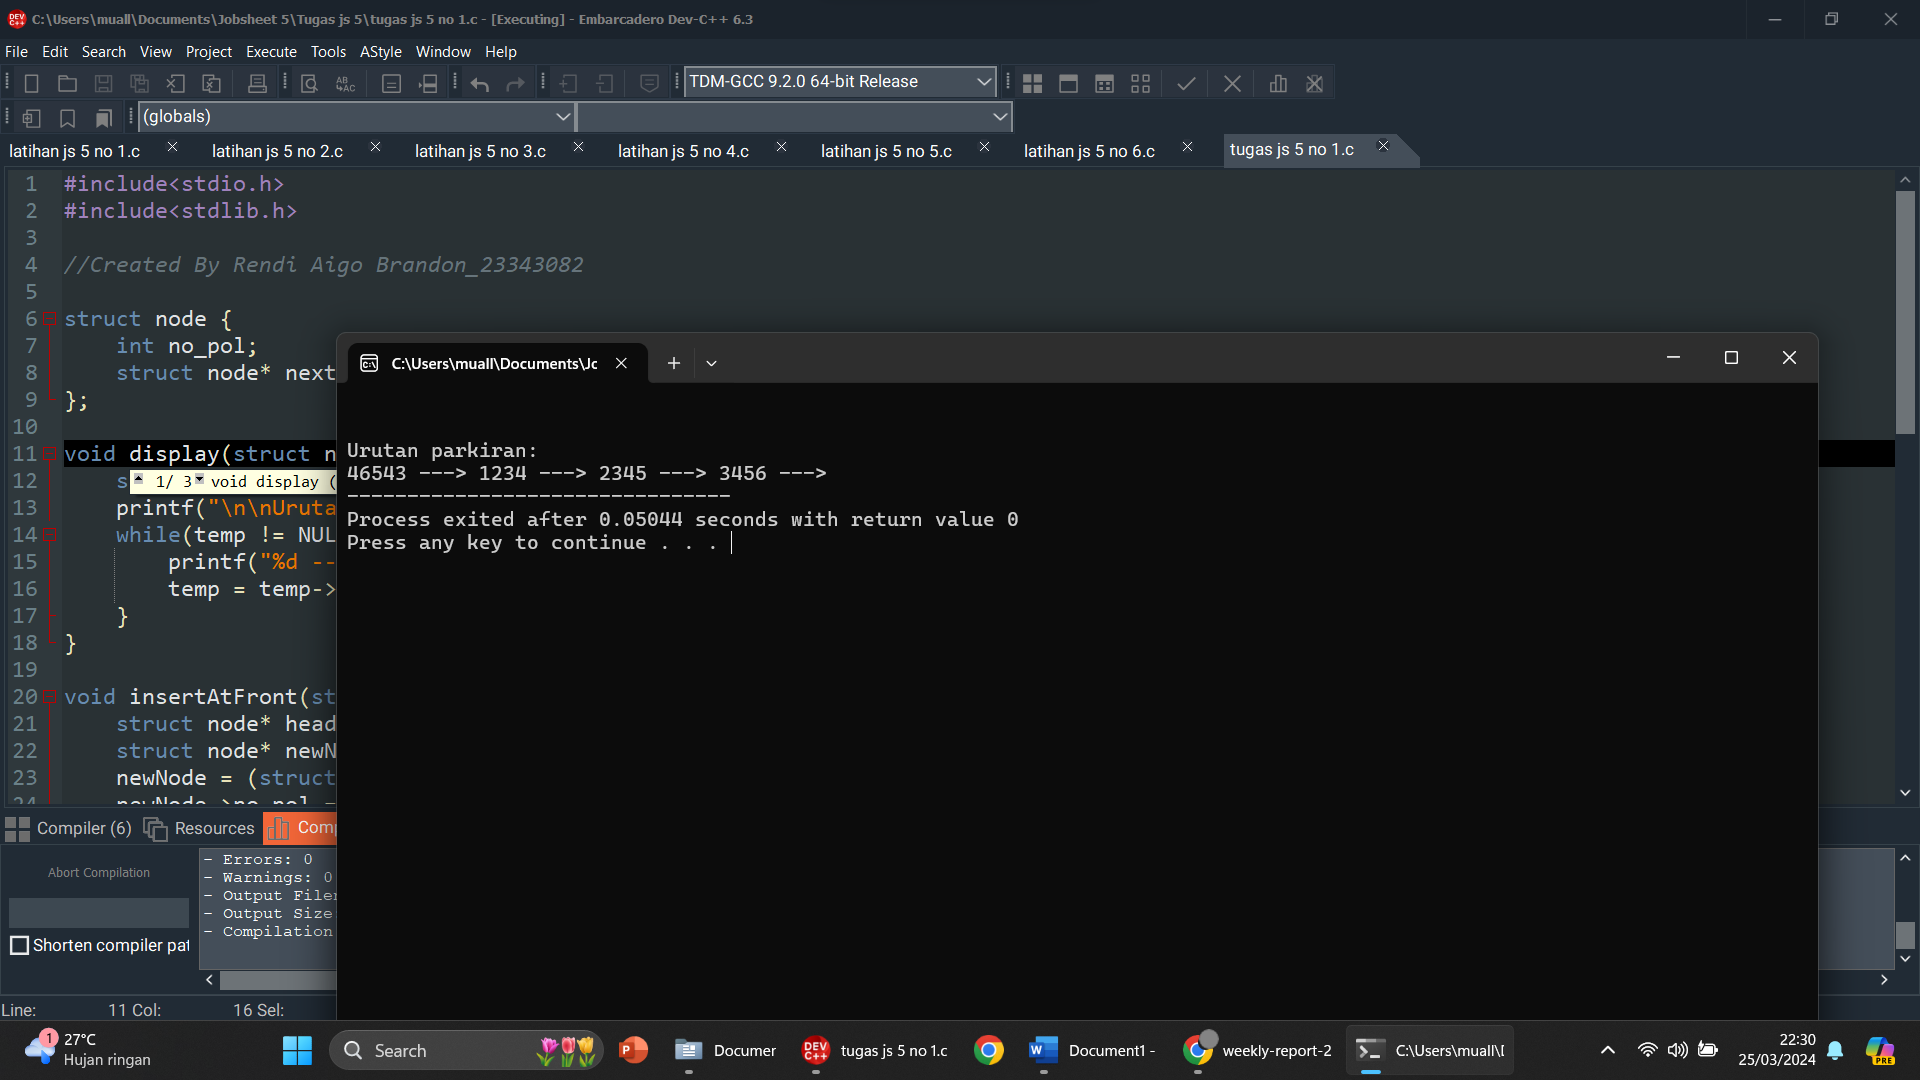 C:\Users\muall\Documents\Jobsheet 5\Tugas js 5\tugas js 5 no 1.c - [Executing] - Embarcadero Dev-C++ 6.3
File Edit Search View Project Execute Tools AStyle Window Help
TDM-GCC 9.2.0 64-bit Release
(globals)
latihan js 5 no 1.c latihan js 5 no 2.c latihan js 5 no 3.c latihan js 5 no 4.c latihan js 5 no 5.c latihan js 5 no 6.c tugas js 5 no 1.c
1 #include<stdio.h>
2 #include<stdlib.h>
3
4 //Created By Rendi Aigo Brandon_23343082
5
6 struct node {
7 int no_pol;
8 struct node* next
9 };
10
11 void display(struct n
12 s 1/ 3 void display (
13 printf("\n\nUruta
14 while(temp != NUL
15 printf("%d --
16 temp = temp->
17 }
18 }
19
20 void insertAtFront(st
21 struct node* head
22 struct node* newN
23 newNode = (struct
24 newNode->no_pol =
C:\Users\muall\Documents\Jc
Urutan parkiran:
46543 ---> 1234 ---> 2345 ---> 3456 --->
--------------------------------
Process exited after 0.05044 seconds with return value 0
Press any key to continue . . .
Compiler (6) Resources Comp
Abort Compilation
Shorten compiler pat
- Errors: 0
- Warnings: 0
- Output Filen
- Output Size
- Compilation
Line: 11 Col: 16 Sel:
1
27°C
Hujan ringan
Search
Documer
DEV C++ tugas js 5 no 1.c
Document1 -
weekly-report-2
C:\Users\muall\[
22:30
25/03/2024
PRE